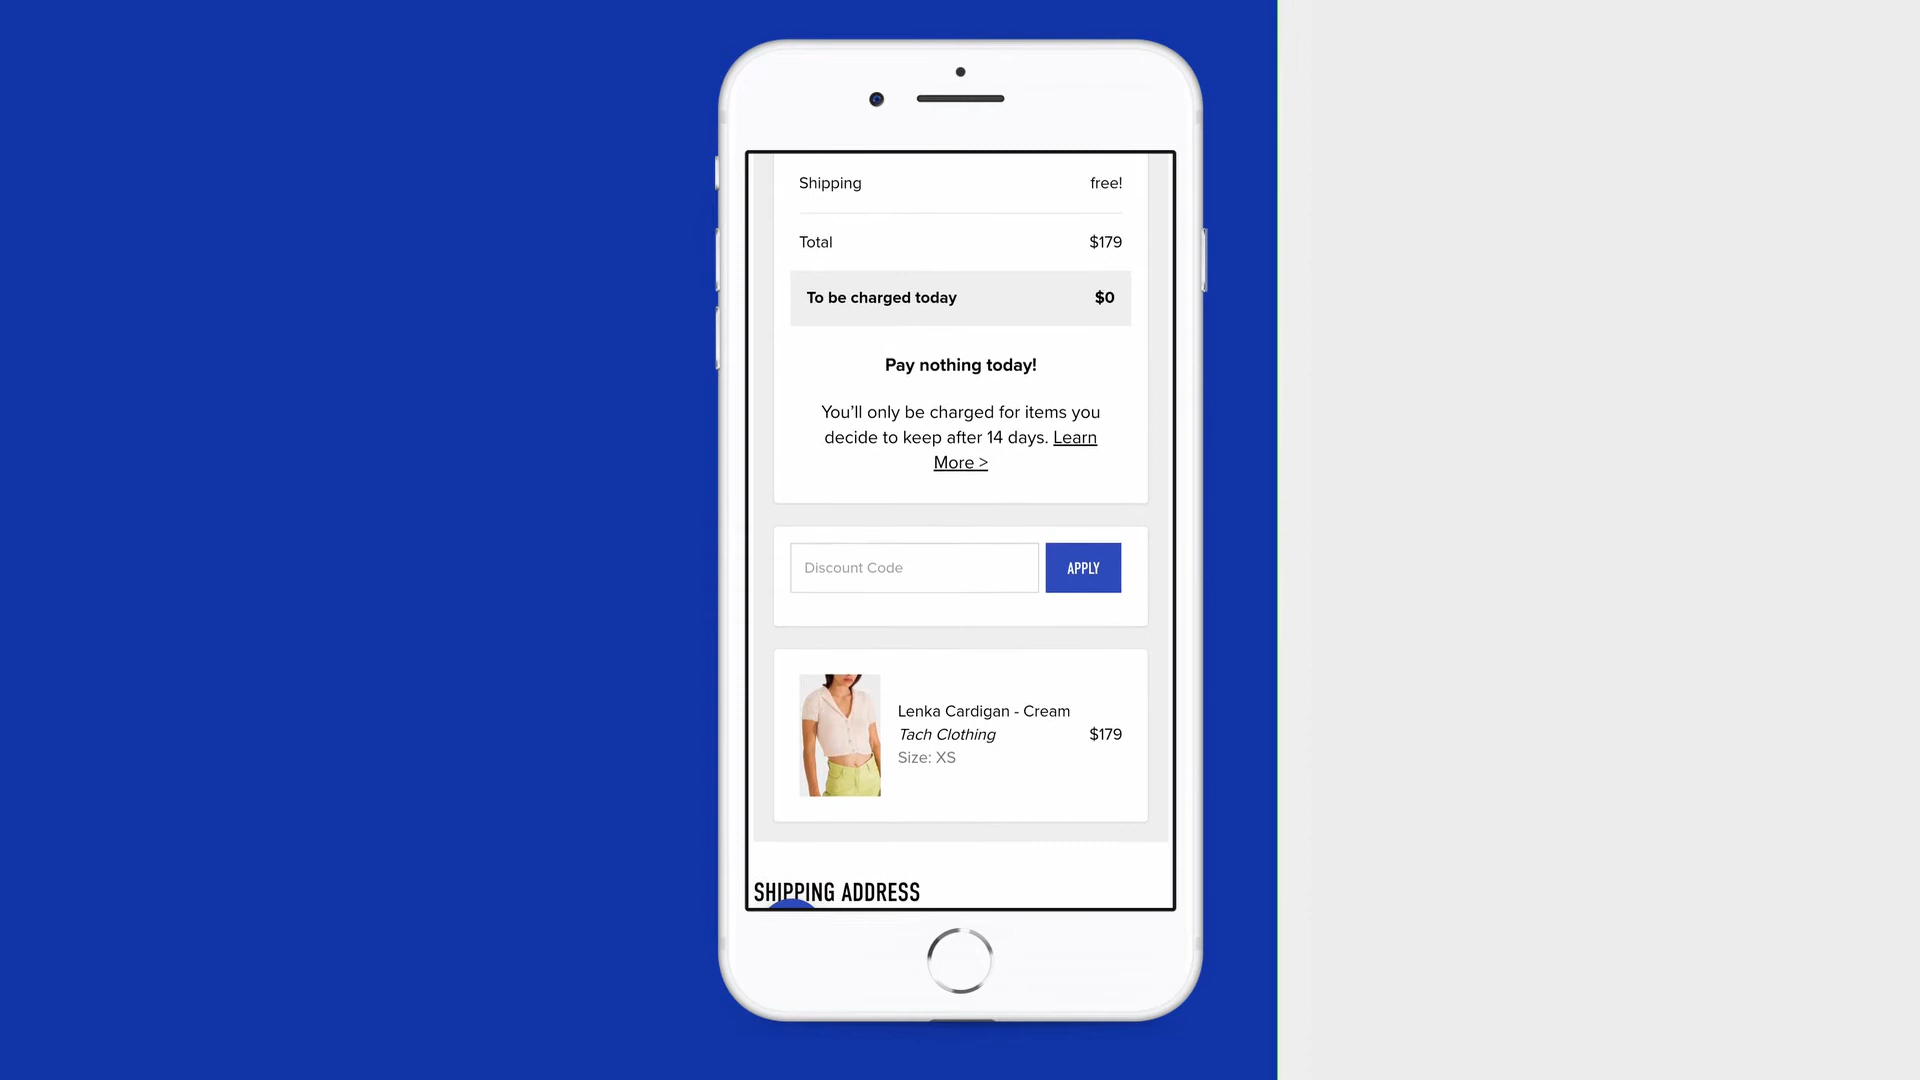 Shipping free!
Total $179
To be charged today $0
Pay nothing today!
You’ll only be charged for items you
decide to keep after 14 days. Learn
More >
Discount Code APPLY
Lenka Cardigan - Cream
Tach Clothing $179
Size: XS
SHIPPING ADDRESS